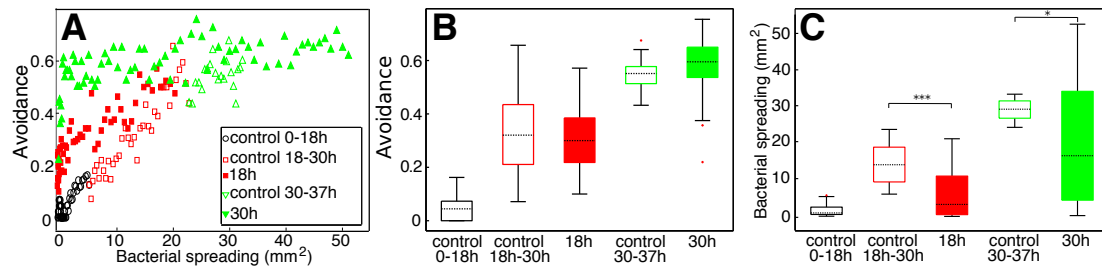 A
Avoidance
0.6
0.4
0.2
0
0 10 20 30 40 50
Bacterial spreading (mm²)
control 0-18h
control 18-30h
18h
control 30-37h
30h
B
Avoidance
0.6
0.4
0.2
0
control 0-18h
control 18h-30h
18h
control 30-37h
30h
C
Bacterial spreading (mm²)
50
40
30
20
10
0
***
*
control 0-18h
control 18h-30h
18h
control 30-37h
30h